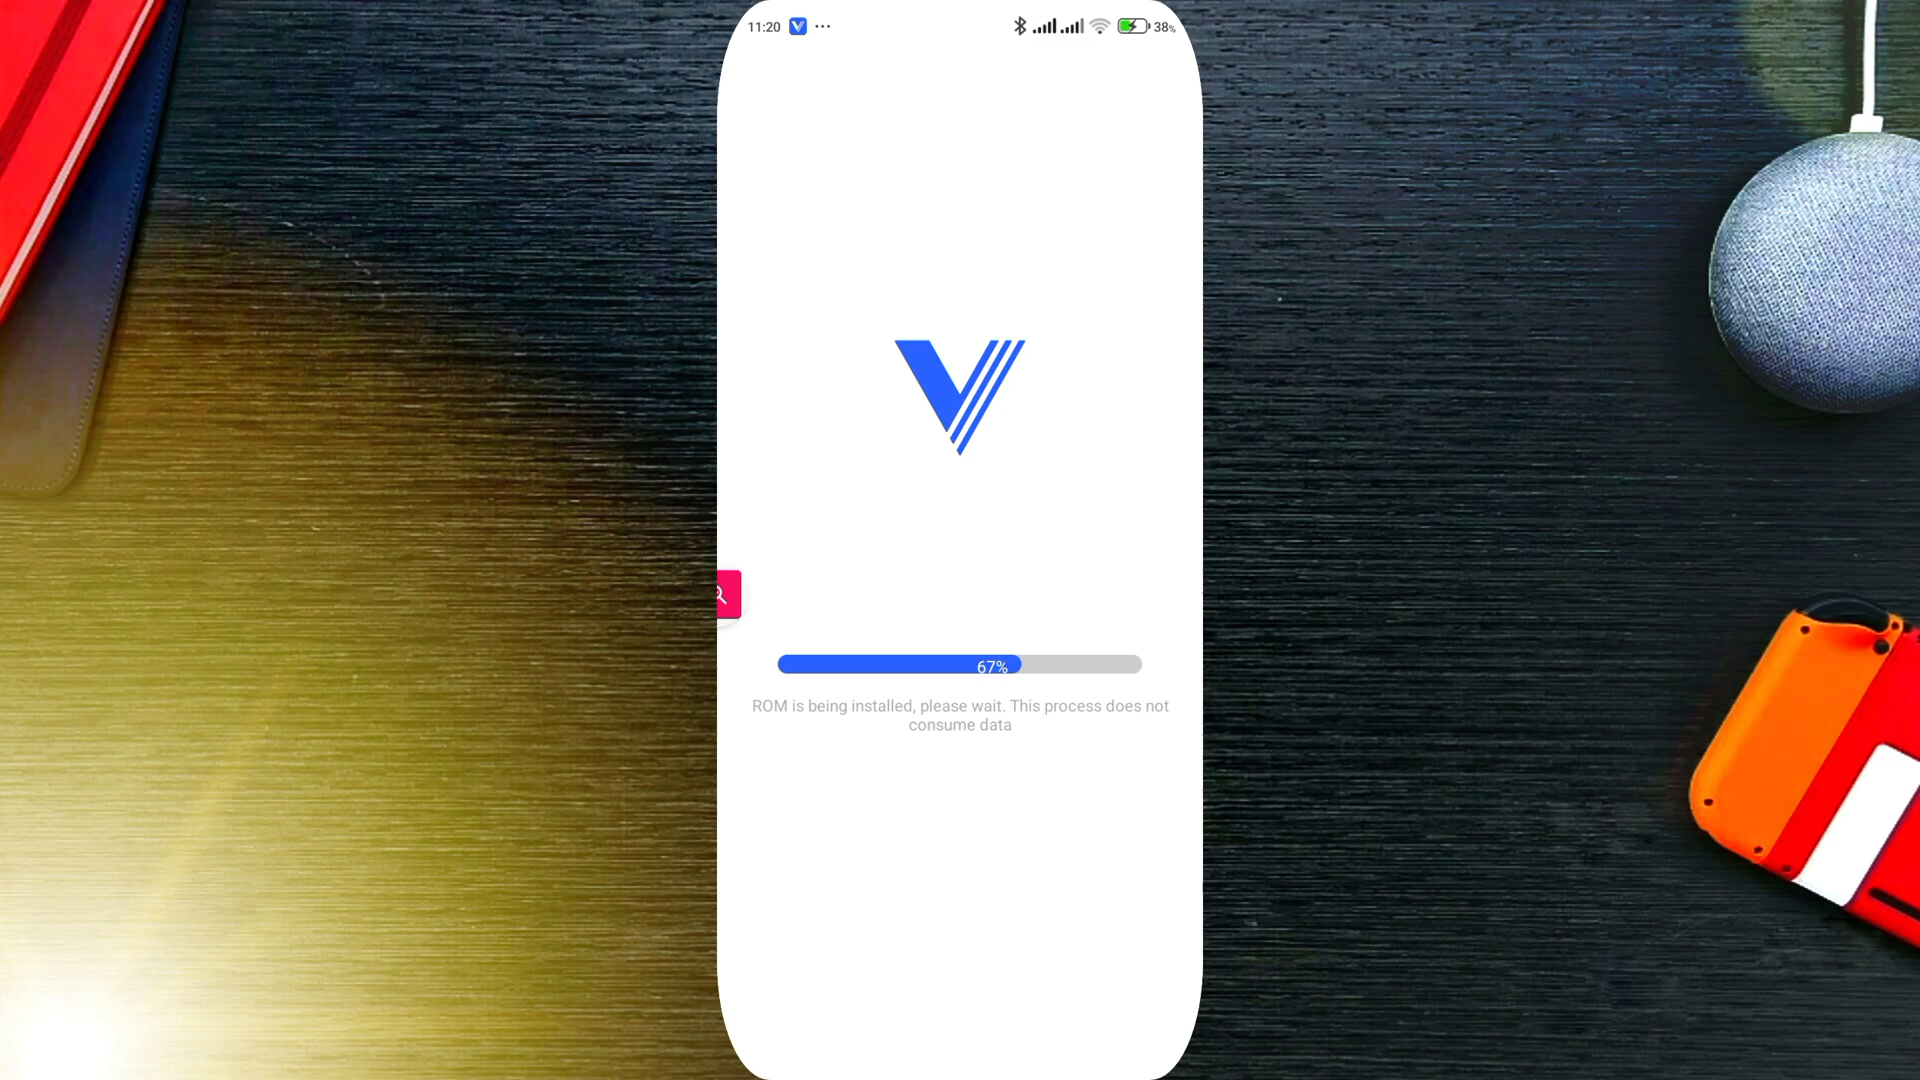 11:20
38%
67%
ROM is being installed, please wait. This process does not
consume data